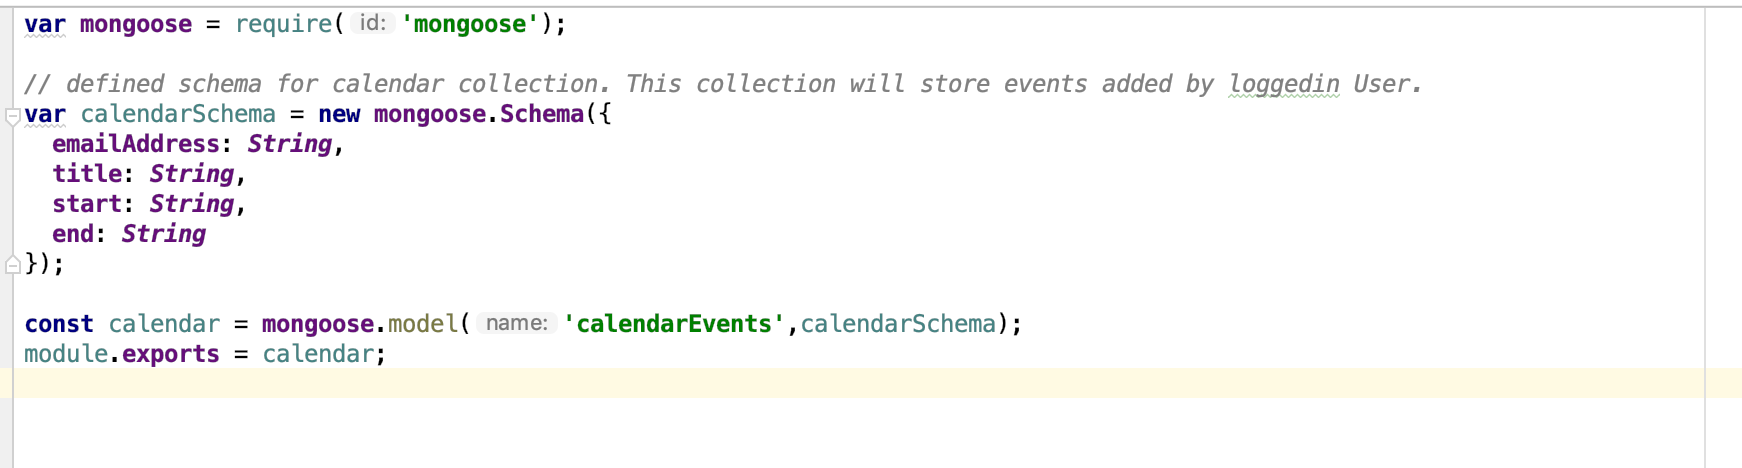 var mongoose = require( id: 'mongoose');
// defined schema for calendar collection. This collection will store events added by loggedin User.
var calendarSchema = new mongoose.Schema({
  emailAddress: String,
  title: String,
  start: String,
  end: String
});
const calendar = mongoose.model( name: 'calendarEvents',calendarSchema);
module.exports = calendar;